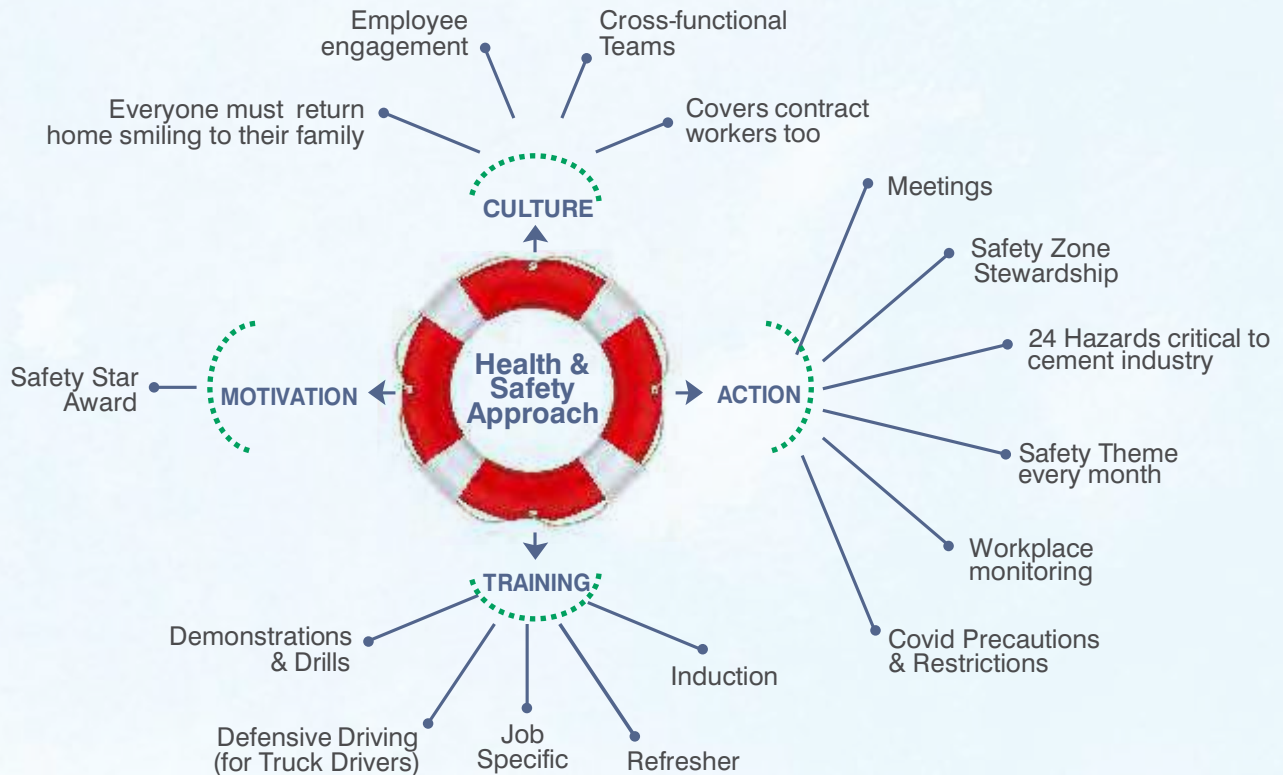 Employee
engagement
Cross-functional
Teams
Everyone must return
home smiling to their family
Covers contract
workers too
CULTURE
Meetings
Safety Zone
Stewardship
24 Hazards critical to
cement industry
Safety Theme
every month
Workplace
monitoring
Covid Precautions
& Restrictions
ACTION
Health &
Safety
Approach
MOTIVATION
Safety Star
Award
TRAINING
Demonstrations
& Drills
Defensive Driving
(for Truck Drivers)
Job
Specific
Refresher
Induction